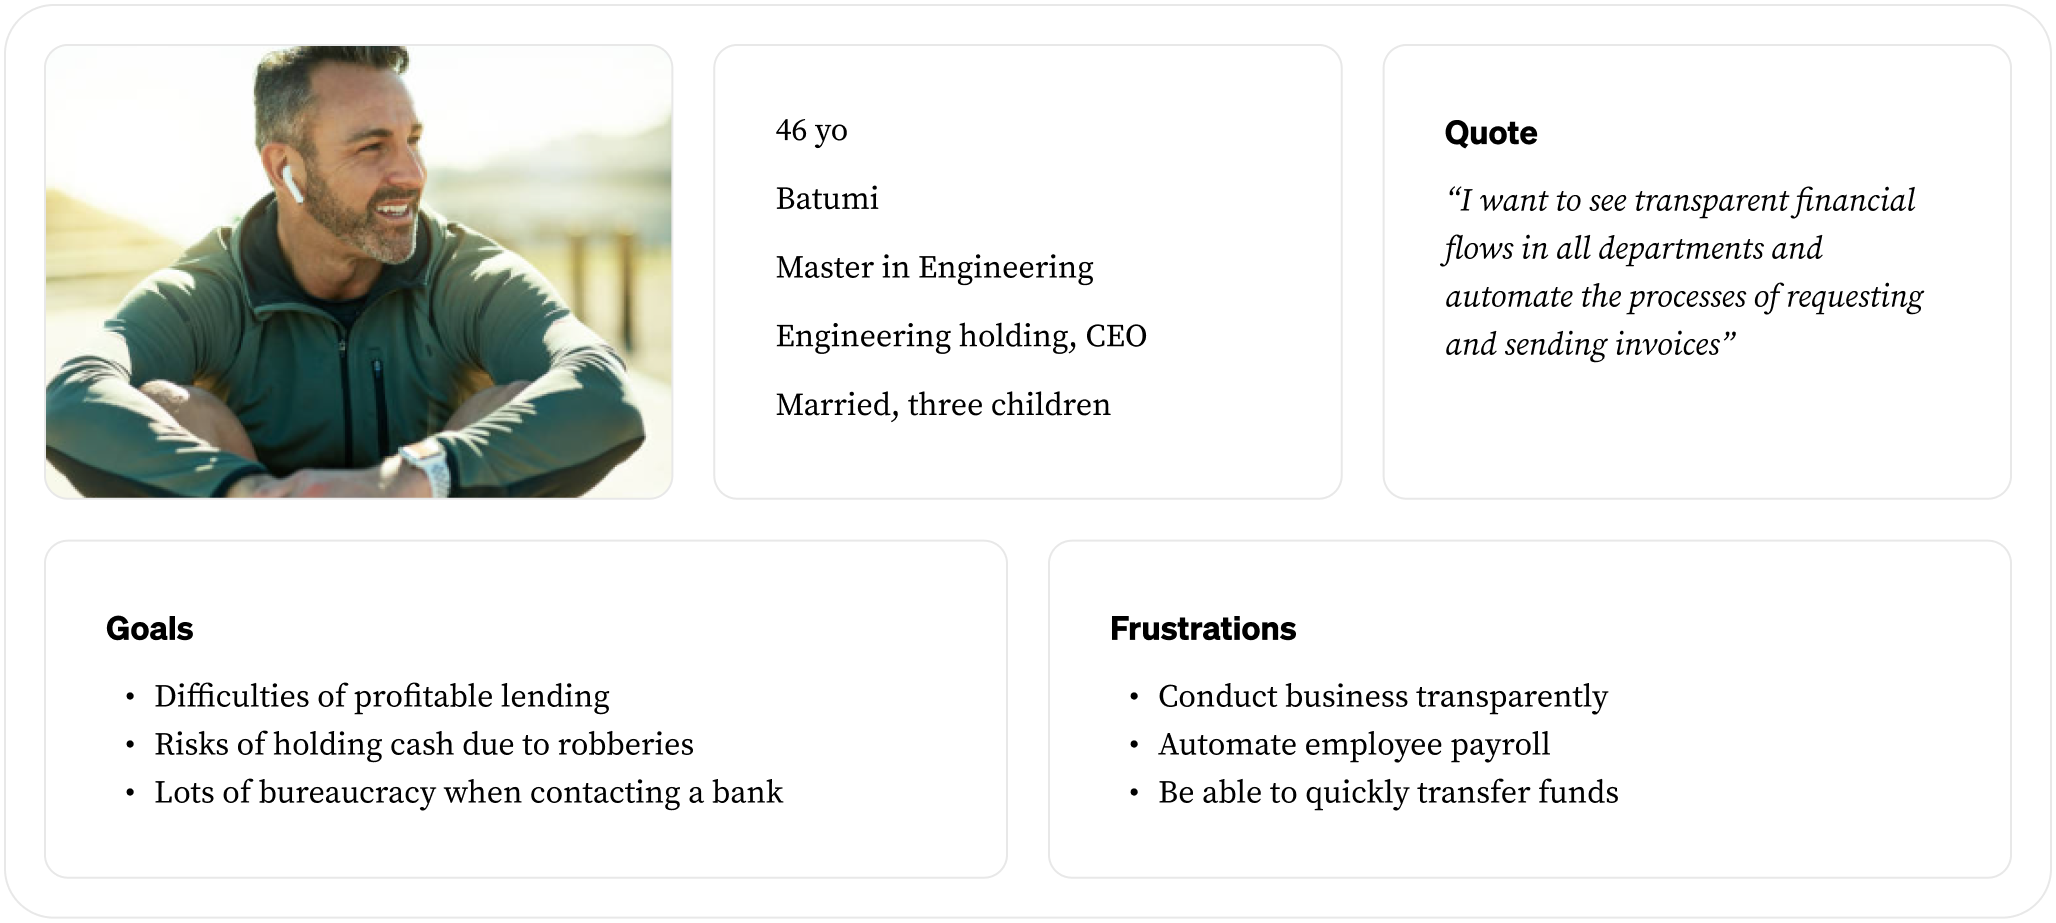 46 yo
Batumi
Master in Engineering
Engineering holding, CEO
Married, three children
Quote
“I want to see transparent financial
flows in all departments and
automate the processes of requesting
and sending invoices”
Goals
• Difficulties of profitable lending
• Risks of holding cash due to robberies
• Lots of bureaucracy when contacting a bank
Frustrations
• Conduct business transparently
• Automate employee payroll
• Be able to quickly transfer funds